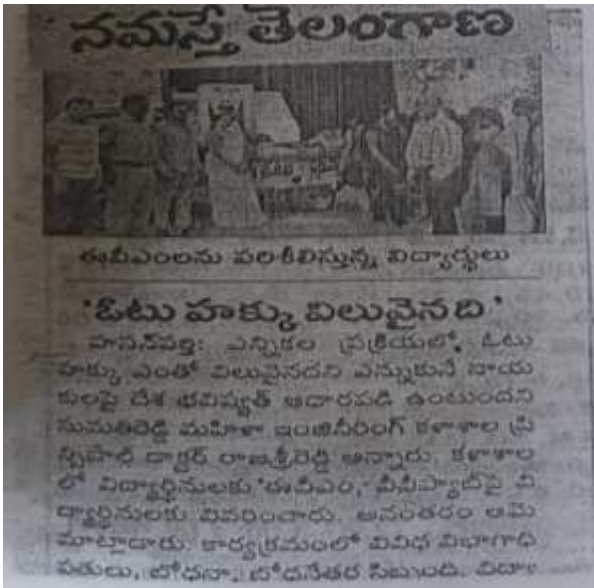 నమస్తే తెలంగాణ
ఈవీఎంలను పరిశీలిస్తున్న విద్యార్థులు
'ఓటు హక్కు విలువైనది'
హసన్‌పర్తి: ఎన్నికల ప్రక్రియలో ఓటు
హక్కు ఎంతో విలువైనదని ఎన్నుకునే నాయ
కులపై దేశ భవిష్యత్ ఆధారపడి ఉంటుందని
సుమతిరెడ్డి మహిళా ఇంజినీరింగ్ కళాశాల ప్రి
న్సిపాల్ డాక్టర్ రాజశ్రీరెడ్డి అన్నారు. కళాశాల
లో విద్యార్థినులకు ఈవీఎం, వీవీప్యాట్‌పై వి
ద్యార్థినులకు వివరించారు. అనంతరం ఆమె
మాట్లాడారు. కార్యక్రమంలో వివిధ విభాగాధి
పతులు, బోధనా, బోధనేతర సిబ్బంది,